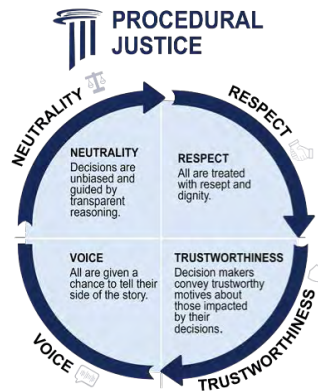 PROCEDURAL
JUSTICE
NEUTRALITY
RESPECT
NEUTRALITY
Decisions are
unbiased and
guided by
transparent
reasoning.
RESPECT
All are treated
with resept and
dignity.
VOICE
All are given a
chance to tell their
side of the story.
TRUSTWORTHINESS
Decision makers
convey trustworthy
motives about
those impacted
by their
decisions.
VOICE
TRUSTWORTHINESS